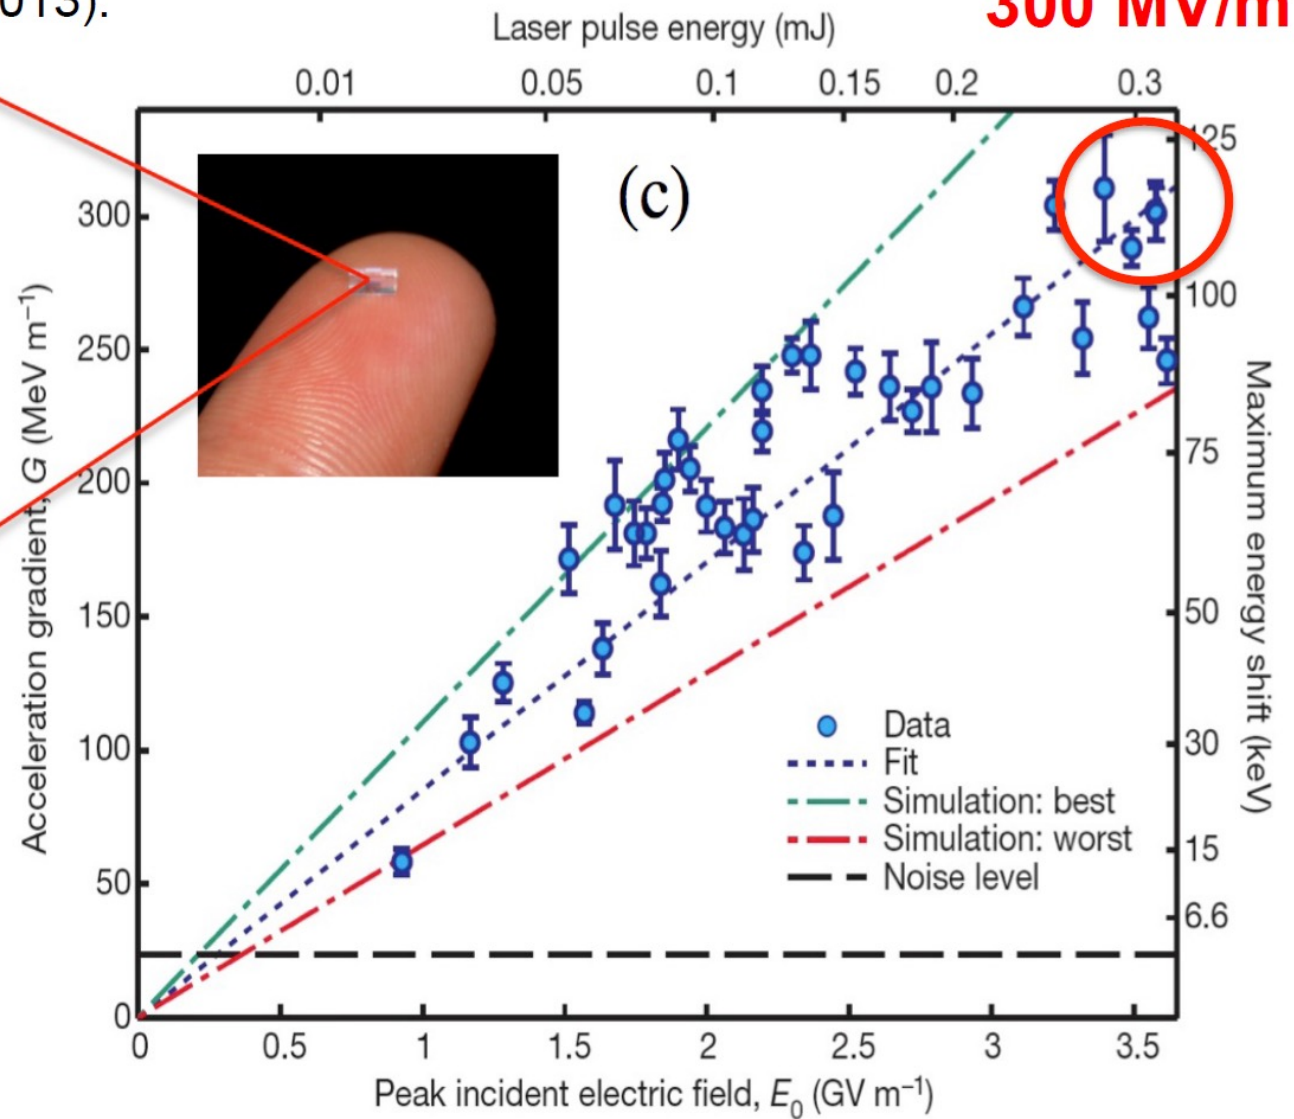 013).
300 MV/m
Laser pulse energy (mJ)
0.01 0.05 0.1 0.15 0.2 0.3
(c)
Acceleration gradient, G (MeV m⁻¹)
300
250
200
150
100
50
0
125
100
75
50
30
15
6.6
Maximum energy shift (keV)
Data
Fit
Simulation: best
Simulation: worst
Noise level
0 0.5 1 1.5 2 2.5 3 3.5
Peak incident electric field, E₀ (GV m⁻¹)